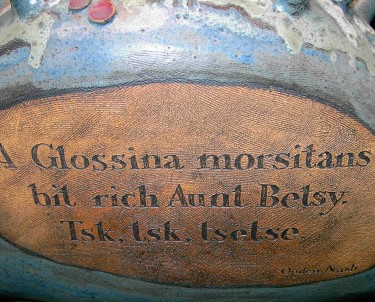 A Glossina morsitans
bit rich Aunt Betsy.
Tsk, tsk, tsetse.
Ogden Nash